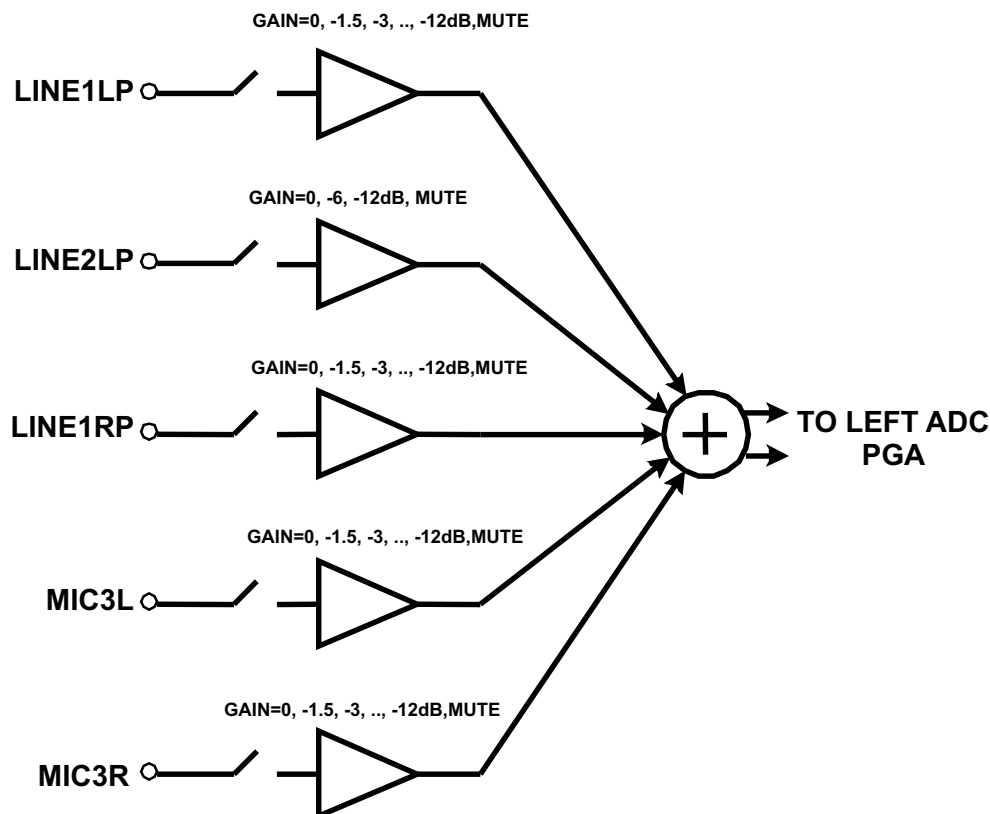 GAIN=0, -1.5, -3, .., -12dB,MUTE
LINE1LP
GAIN=0, -6, -12dB, MUTE
LINE2LP
GAIN=0, -1.5, -3, .., -12dB,MUTE
LINE1RP
TO LEFT ADC
PGA
GAIN=0, -1.5, -3, .., -12dB,MUTE
MIC3L
GAIN=0, -1.5, -3, .., -12dB,MUTE
MIC3R